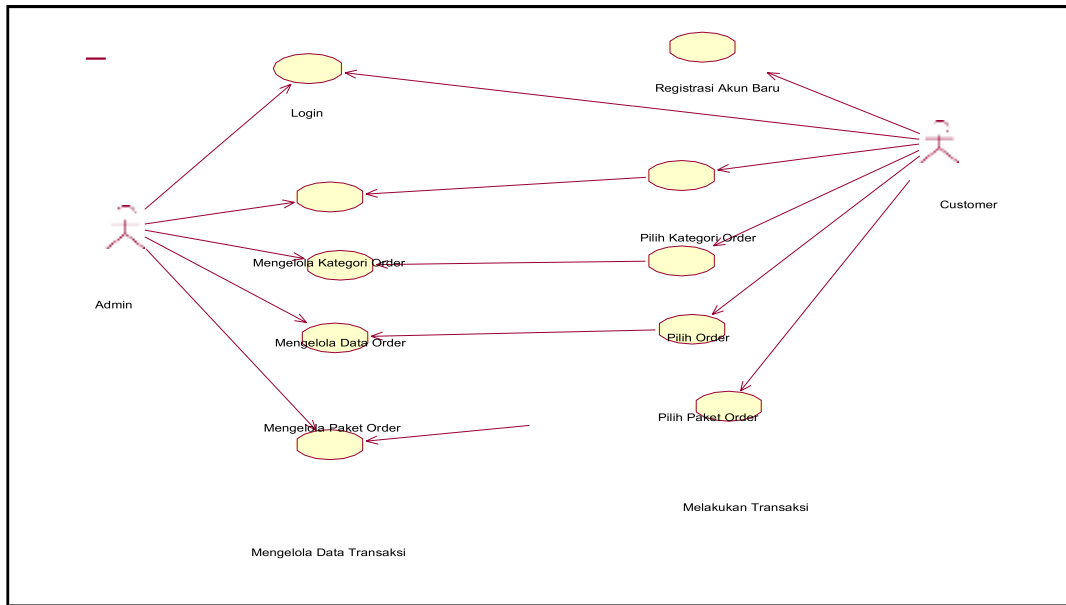 Registrasi Akun Baru
Login
Customer
Pilih Kategori Order
Mengelola Kategori Order
Admin
Pilih Order
Mengelola Data Order
Pilih Paket Order
Mengelola Paket Order
Melakukan Transaksi
Mengelola Data Transaksi